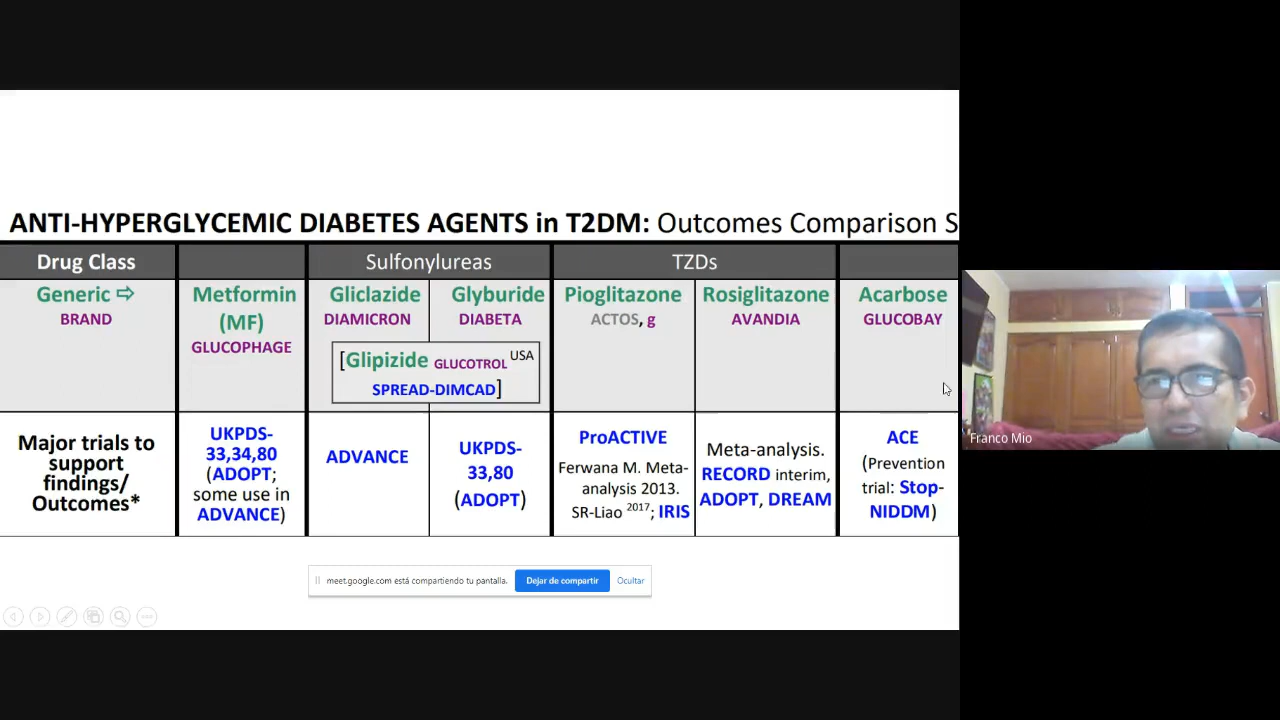 ANTI-HYPERGLYCEMIC DIABETES AGENTS in T2DM: Outcomes Comparison S
Drug Class
Sulfonylureas
TZDs
Generic ⇨
BRAND
Metformin
(MF)
GLUCOPHAGE
Gliclazide
DIAMICRON
Glyburide
DIABETA
[Glipizide GLUCOTROL USA
SPREAD-DIMCAD]
Pioglitazone
ACTOS, g
Rosiglitazone
AVANDIA
Acarbose
GLUCOBAY
Major trials to
support
findings/
Outcomes*
UKPDS-
33,34,80
(ADOPT;
some use in
ADVANCE)
ADVANCE
UKPDS-
33,80
(ADOPT)
ProACTIVE
Ferwana M. Meta-
analysis 2013.
SR-Liao 2017; IRIS
Meta-analysis.
RECORD interim,
ADOPT, DREAM
ACE
(Prevention
trial: Stop-
NIDDM)
meet.google.com está compartiendo tu pantalla.
Dejar de compartir
Ocultar
Franco Mio